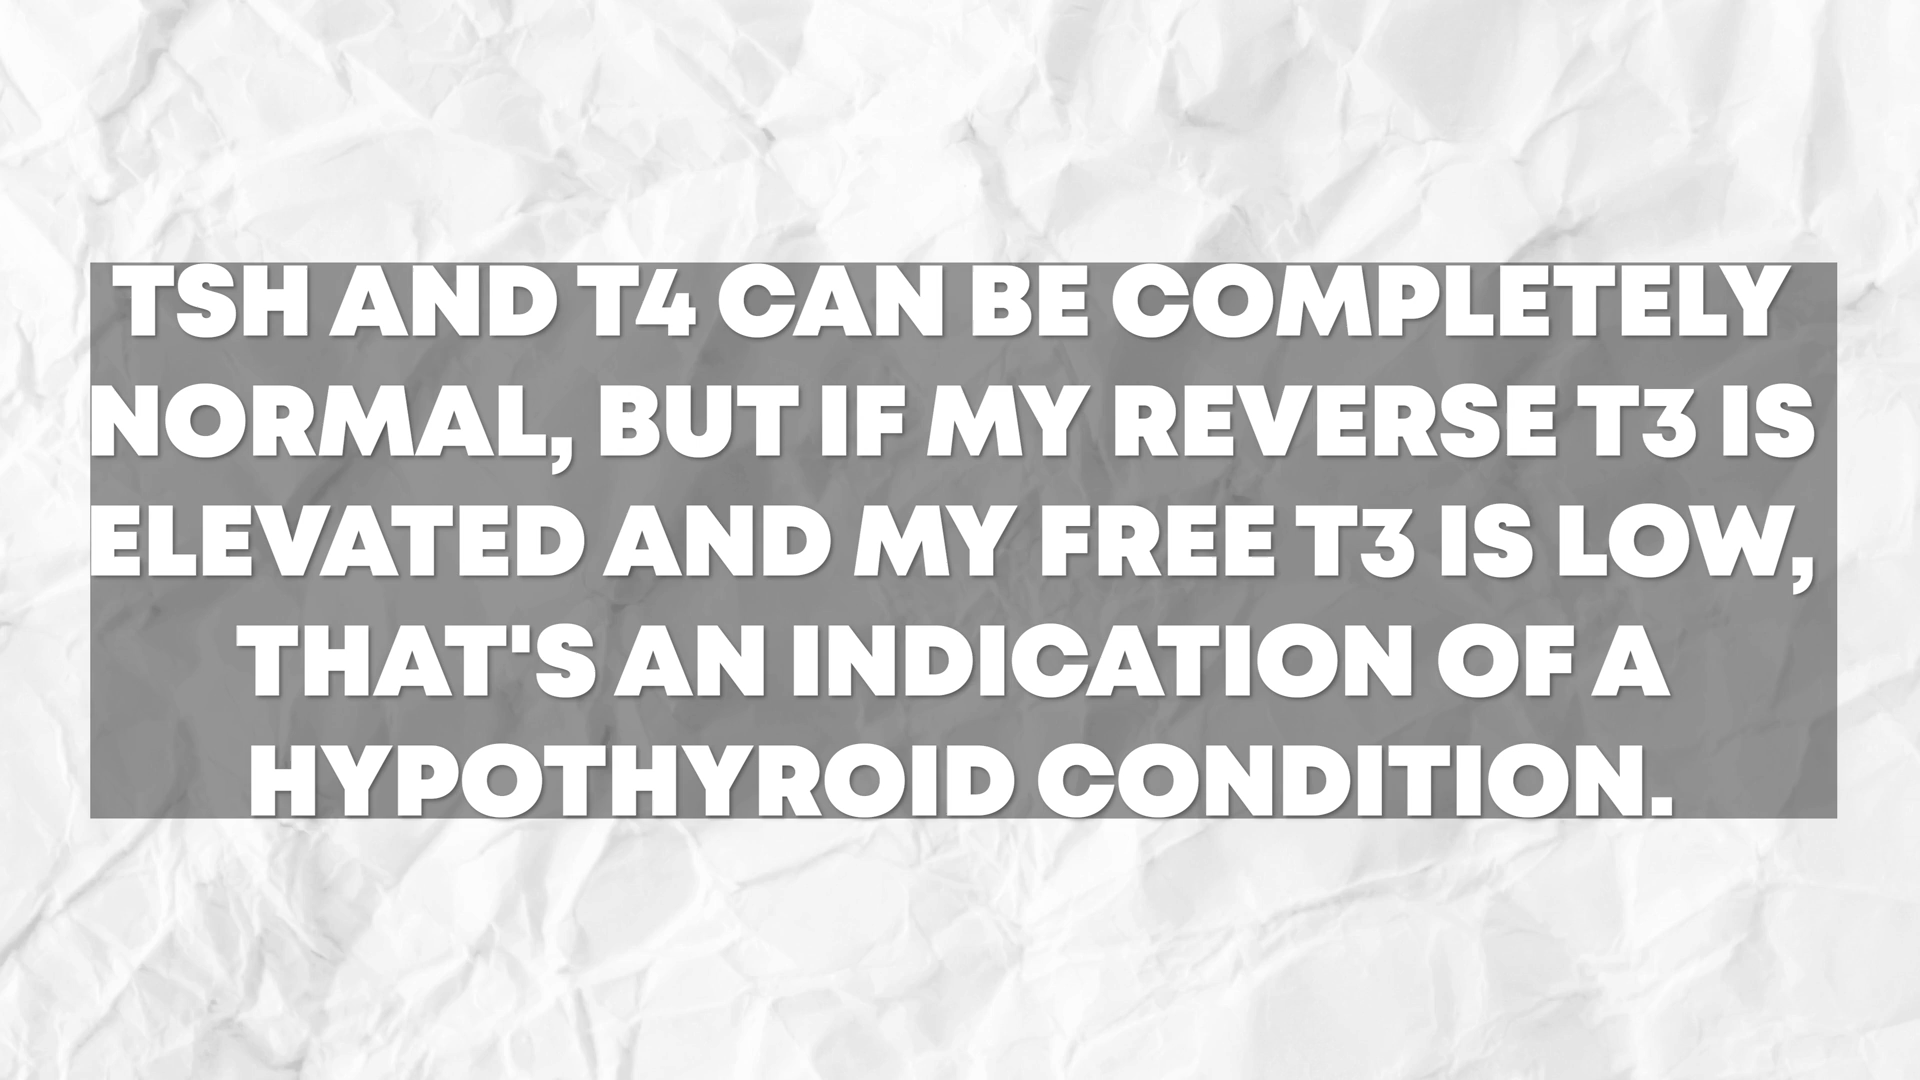 TSH AND T4 CAN BE COMPLETELY
NORMAL, BUT IF MY REVERSE T3 IS
ELEVATED AND MY FREE T3 IS LOW,
THAT'S AN INDICATION OF A
HYPOTHYROID CONDITION.